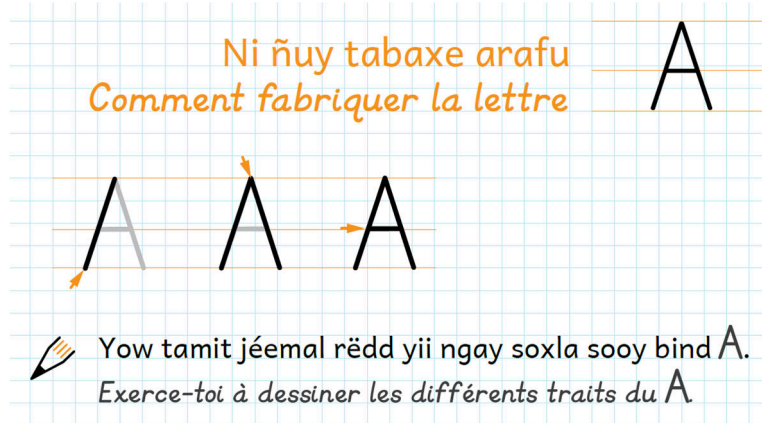 Ni ñuy tabaxe arafu A
Comment fabriquer la lettre
A A A
Yow tamit jéemal rëdd yii ngay soxla sooy bind A.
Exerce-toi à dessiner les différents traits du A.